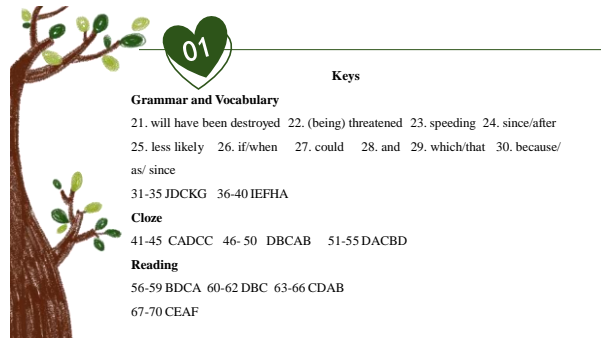 01
Keys
Grammar and Vocabulary
21. will have been destroyed 22. (being) threatened 23. speeding 24. since/after
25. less likely 26. if/when 27. could 28. and 29. which/that 30. because/
as/ since
31-35 JDCKG 36-40 IEFHA
Cloze
41-45 CADCC 46- 50 DBCAB 51-55 DACBD
Reading
56-59 BDCA 60-62 DBC 63-66 CDAB
67-70 CEAF